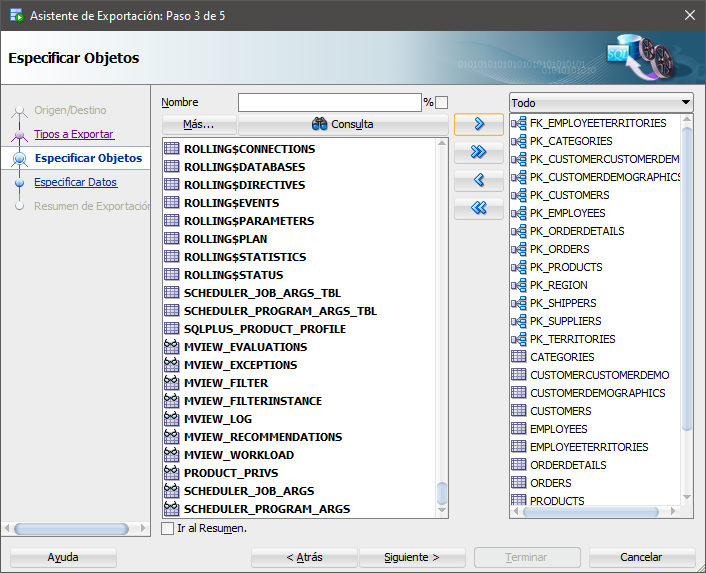 Asistente de Exportación: Paso 3 de 5
Especificar Objetos
SQL
Origen/Destino
Tipos a Exportar
Especificar Objetos
Especificar Datos
Resumen de Exportación
Nombre
%
Más...
Consulta
ROLLING$CONNECTIONS
ROLLING$DATABASES
ROLLING$DIRECTIVES
ROLLING$EVENTS
ROLLING$PARAMETERS
ROLLING$PLAN
ROLLING$STATISTICS
ROLLING$STATUS
SCHEDULER_JOB_ARGS_TBL
SCHEDULER_PROGRAM_ARGS_TBL
SQLPLUS_PRODUCT_PROFILE
MVIEW_EVALUATIONS
MVIEW_EXCEPTIONS
MVIEW_FILTER
MVIEW_FILTERINSTANCE
MVIEW_LOG
MVIEW_RECOMMENDATIONS
MVIEW_WORKLOAD
PRODUCT_PRIVS
SCHEDULER_JOB_ARGS
SCHEDULER_PROGRAM_ARGS
Ir al Resumen.
Todo
FK_EMPLOYEETERRITORIES
PK_CATEGORIES
PK_CUSTOMERCUSTOMERDEM
PK_CUSTOMERDEMOGRAPHICS
PK_CUSTOMERS
PK_EMPLOYEES
PK_ORDERDETAILS
PK_ORDERS
PK_PRODUCTS
PK_REGION
PK_SHIPPERS
PK_SUPPLIERS
PK_TERRITORIES
CATEGORIES
CUSTOMERCUSTOMERDEMO
CUSTOMERDEMOGRAPHICS
CUSTOMERS
EMPLOYEES
EMPLOYEETERRITORIES
ORDERDETAILS
ORDERS
PRODUCTS
Ayuda
< Atrás
Siguiente >
Terminar
Cancelar